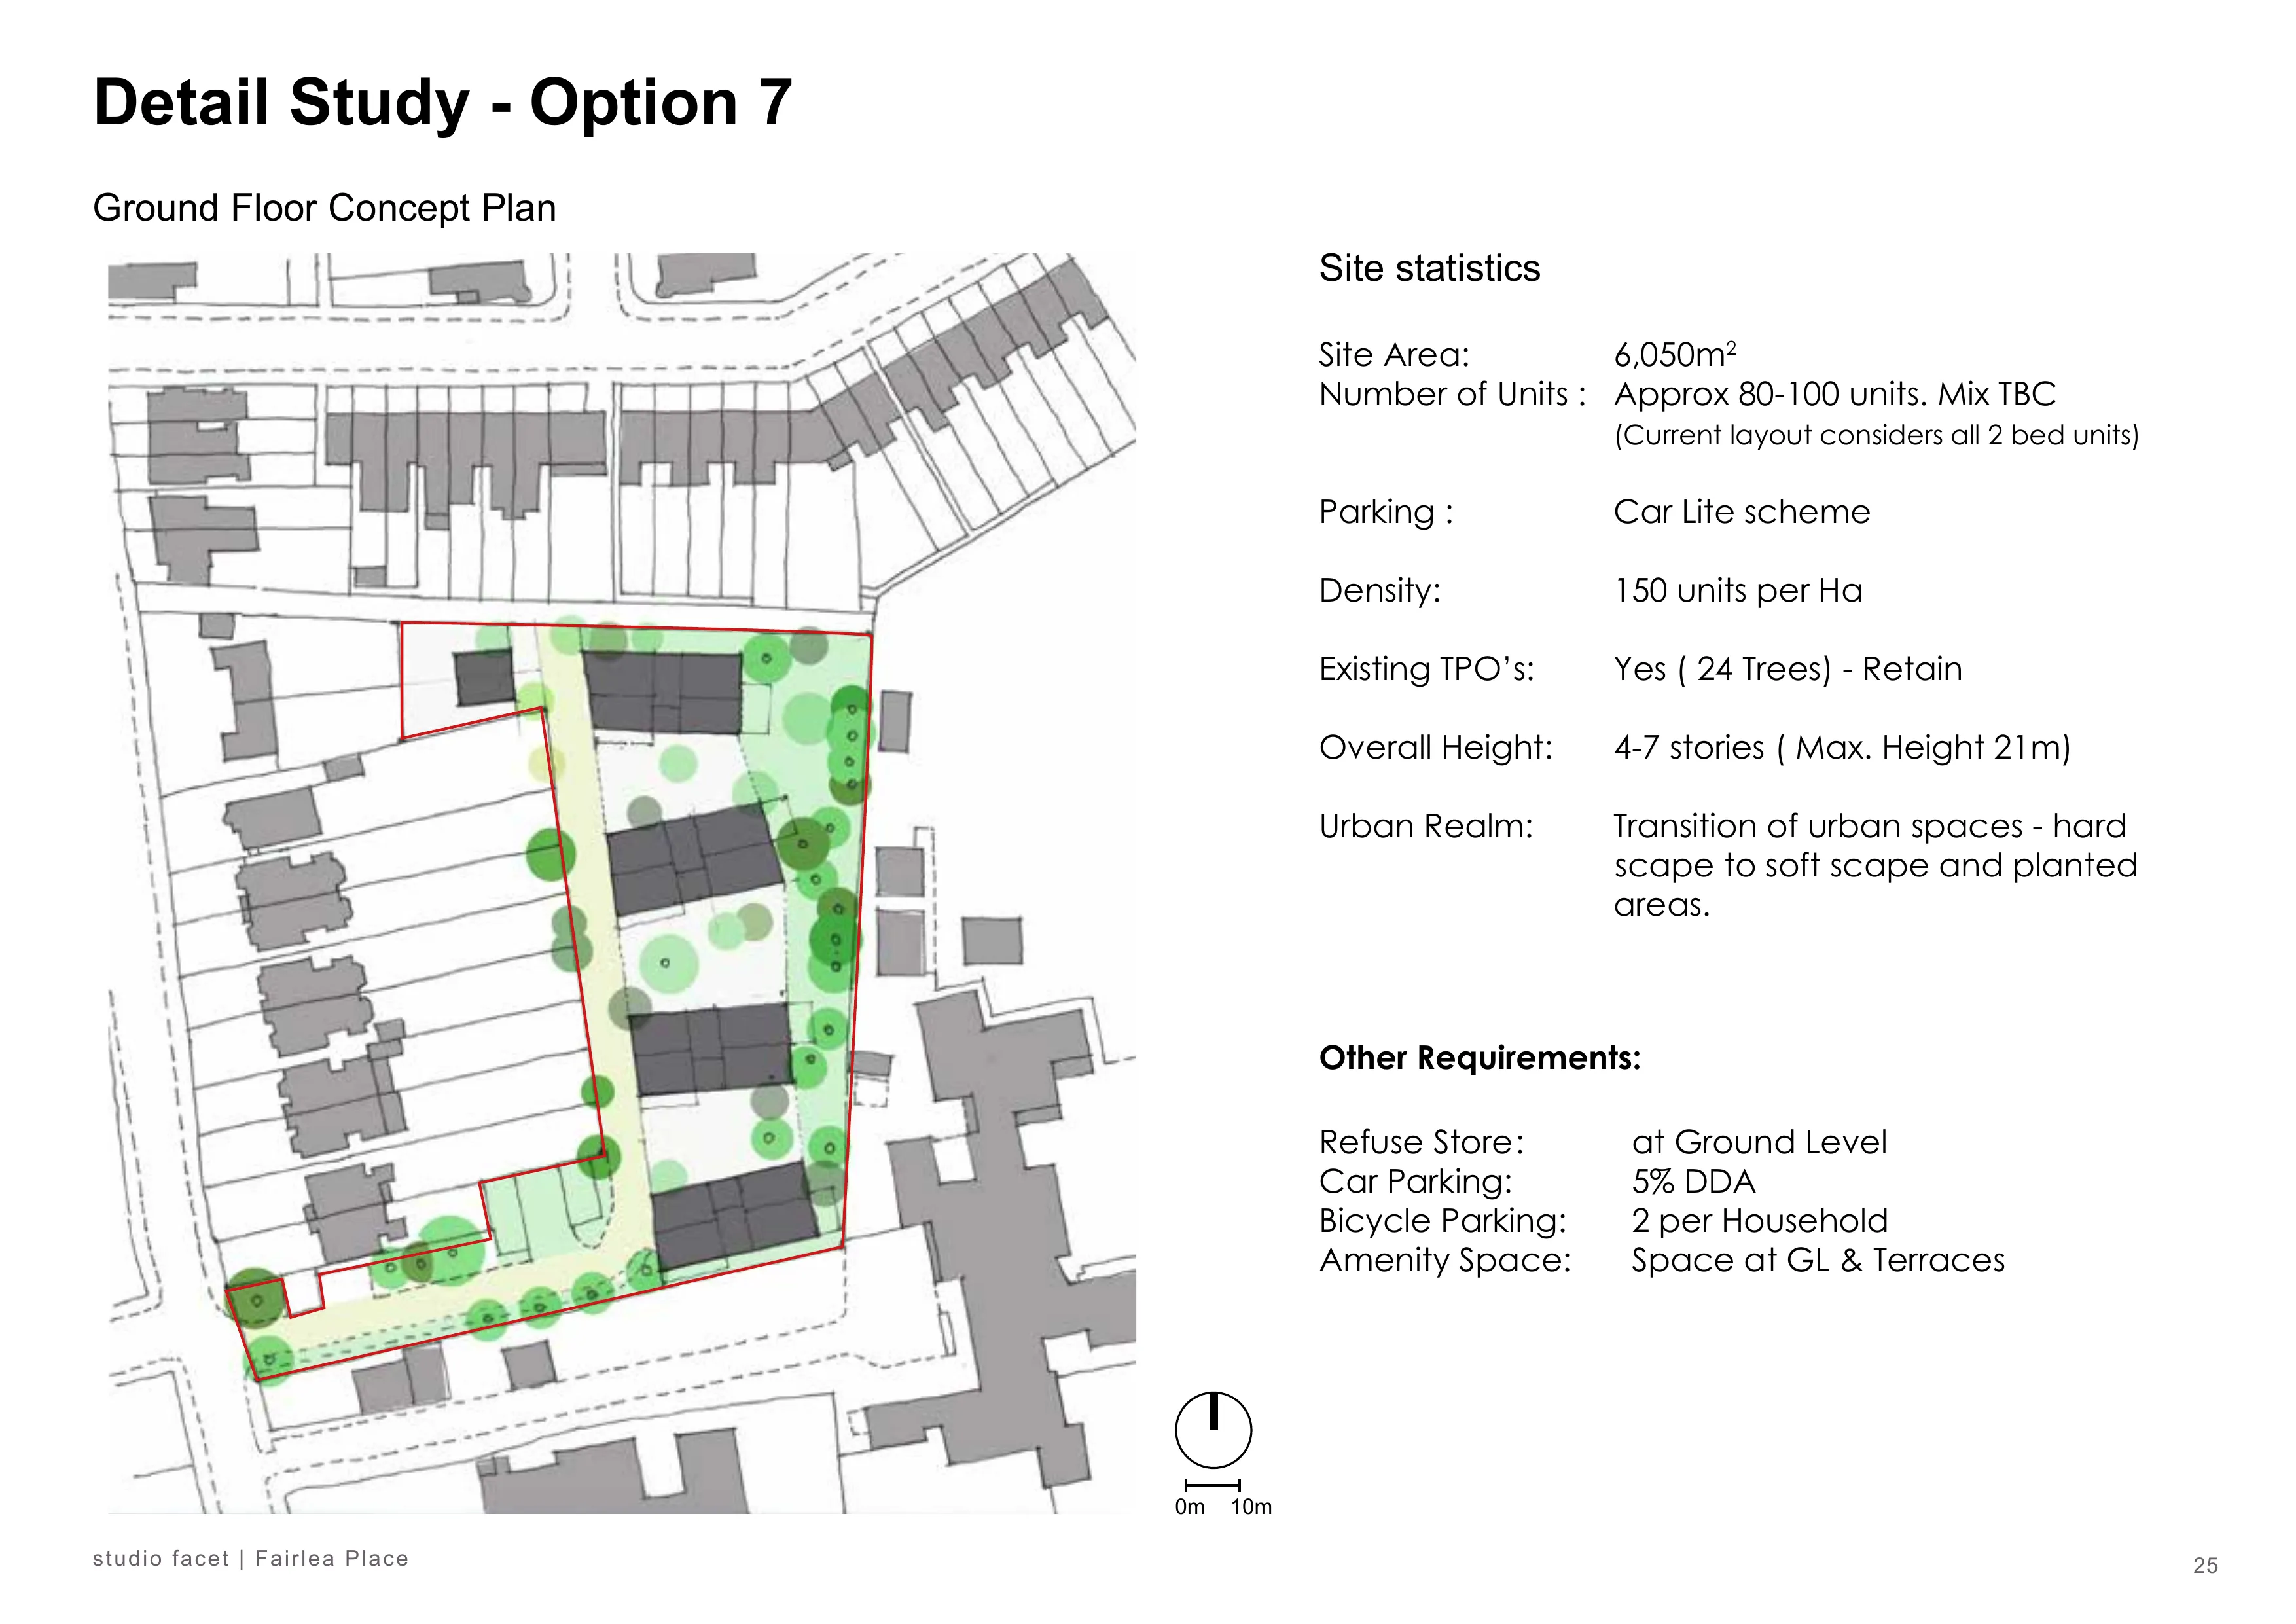 Detail Study - Option 7
Ground Floor Concept Plan
Site statistics
Site Area: 6,050m²
Number of Units : Approx 80-100 units. Mix TBC
(Current layout considers all 2 bed units)
Parking : Car Lite scheme
Density: 150 units per Ha
Existing TPO's: Yes ( 24 Trees) - Retain
Overall Height: 4-7 stories ( Max. Height 21m)
Urban Realm: Transition of urban spaces - hard
scape to soft scape and planted
areas.
Other Requirements:
Refuse Store: at Ground Level
Car Parking: 5% DDA
Bicycle Parking: 2 per Household
Amenity Space: Space at GL & Terraces
0m 10m
studio facet | Fairlea Place
25